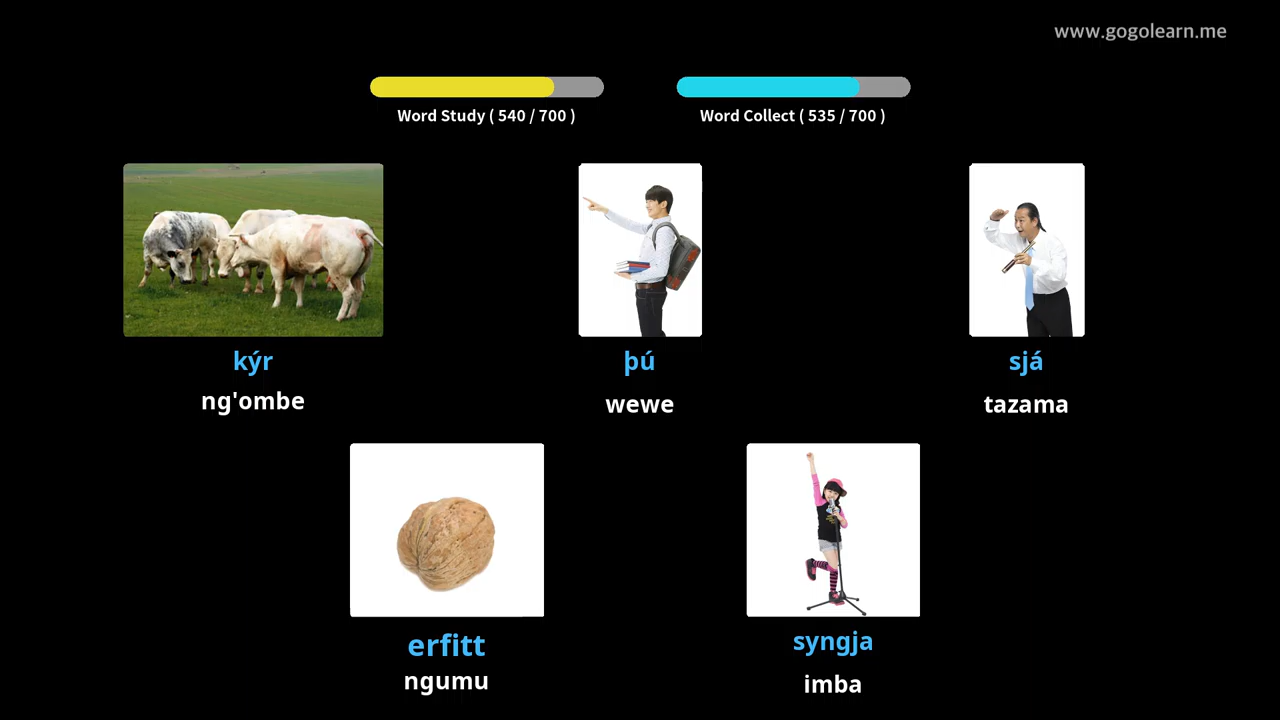 www.gogolearn.me
Word Study ( 540 / 700 )
Word Collect ( 535 / 700 )
kýr
ng'ombe
þú
wewe
sjá
tazama
erfitt
ngumu
syngja
imba